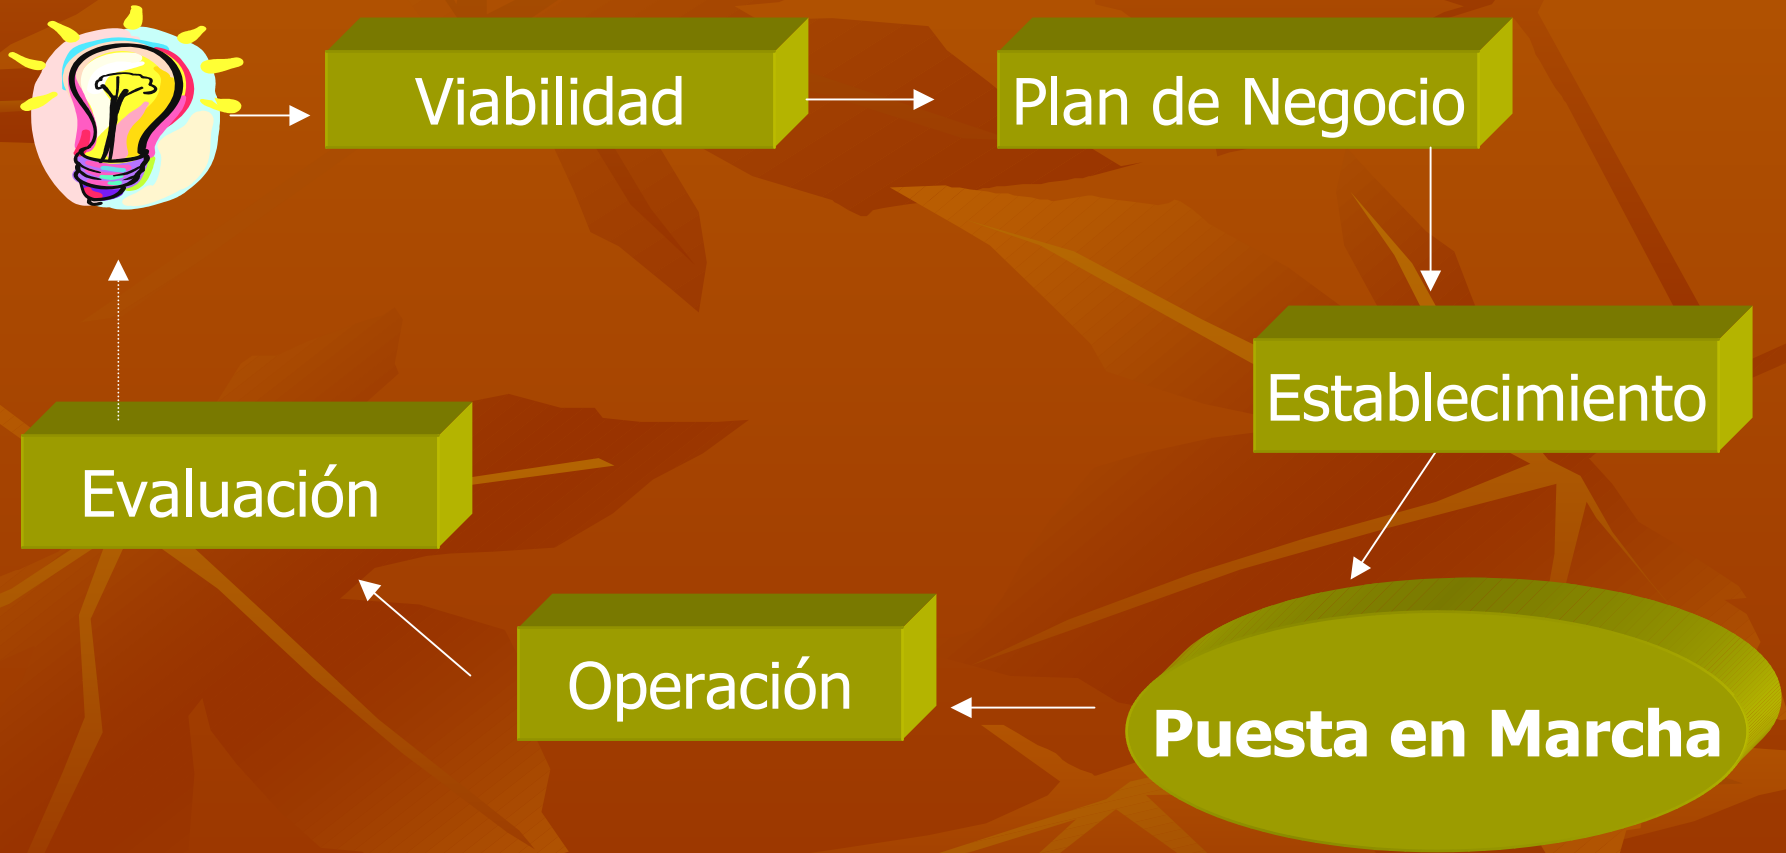 Viabilidad
Plan de Negocio
Establecimiento
Evaluación
Operación
Puesta en Marcha